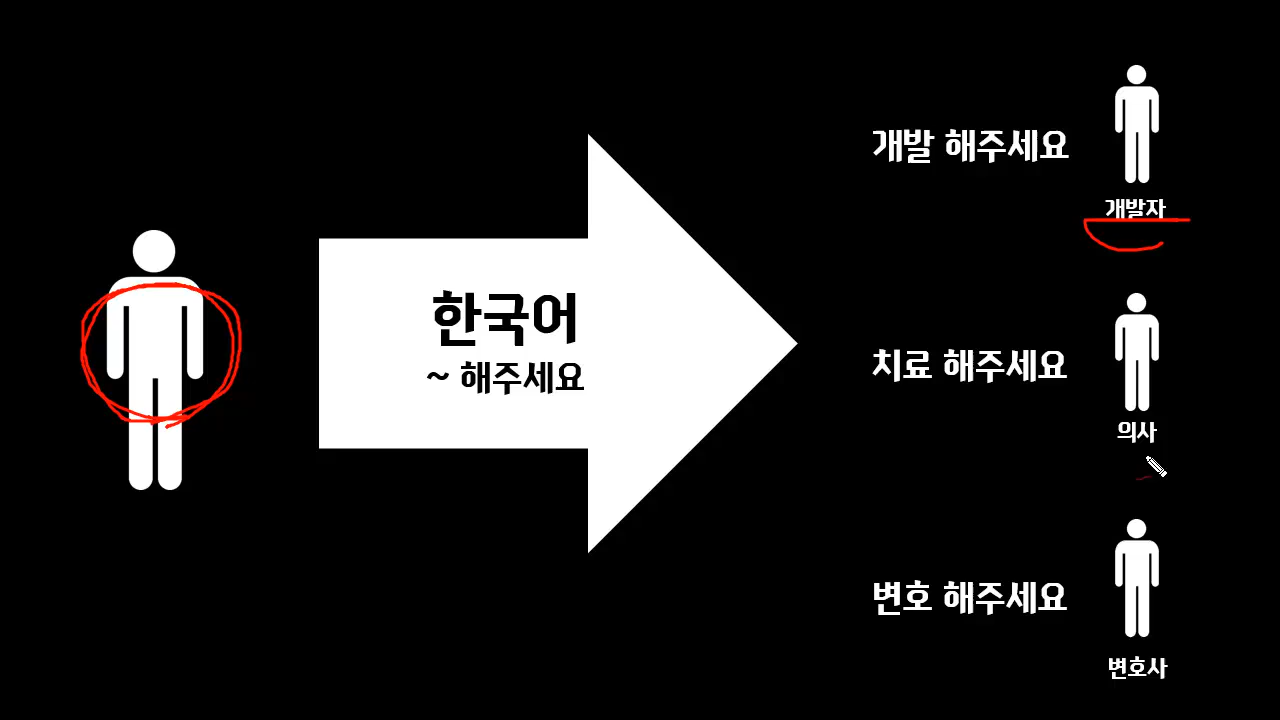 한국어
~ 해주세요
개발 해주세요
개발자
치료 해주세요
의사
변호 해주세요
변호사